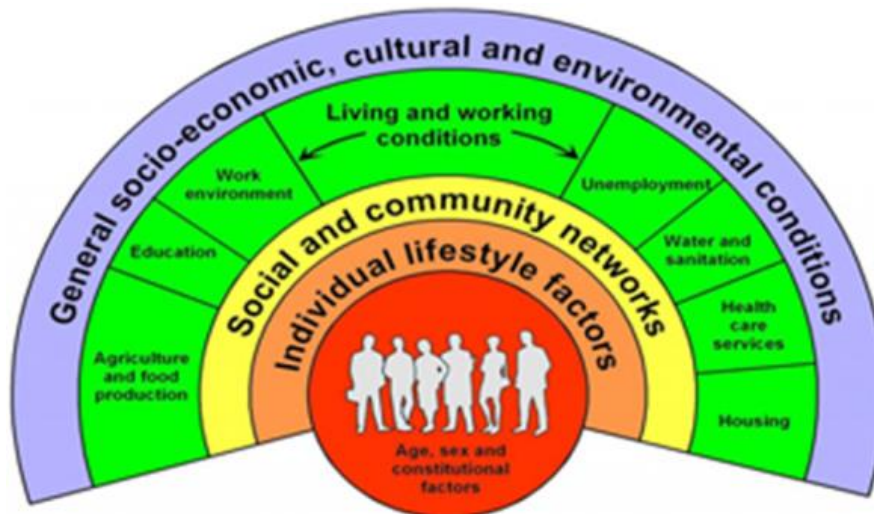 General socio-economic, cultural and environmental conditions
Living and working
conditions
Work
environment
Education
Agriculture
and food
production
Unemployment
Water and
sanitation
Health
care
services
Housing
Social and community networks
Individual lifestyle factors
Age, sex and
constitutional
factors